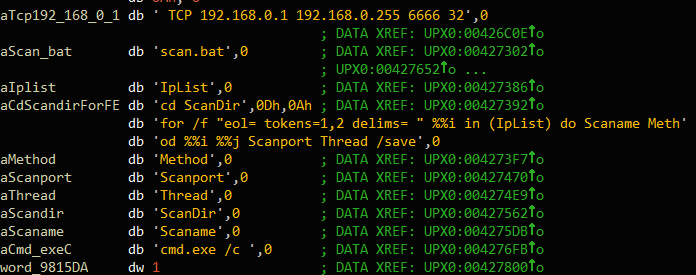 aTcp192_168_0_1 db ' TCP 192.168.0.1 192.168.0.255 6666 32',0
; DATA XREF: UPX0:00426C0E↑o
aScan_bat db 'scan.bat',0 ; DATA XREF: UPX0:00427302↑o
; UPX0:00427652↑o ...
aIplist db 'IpList',0 ; DATA XREF: UPX0:00427386↑o
aCdScandirForFE db 'cd ScanDir',0Dh,0Ah ; DATA XREF: UPX0:00427392↑o
db 'for /f "eol= tokens=1,2 delims= " %%i in (IpList) do Scaname Meth'
db 'od %%i %%j Scanport Thread /save',0
aMethod db 'Method',0 ; DATA XREF: UPX0:004273F7↑o
aScanport db 'Scanport',0 ; DATA XREF: UPX0:00427470↑o
aThread db 'Thread',0 ; DATA XREF: UPX0:004274E9↑o
aScandir db 'ScanDir',0 ; DATA XREF: UPX0:00427562↑o
aScaname db 'Scaname',0 ; DATA XREF: UPX0:004275DB↑o
aCmd_exeC db 'cmd.exe /c ',0 ; DATA XREF: UPX0:004276FB↑o
word_9815DA dw 1 ; DATA XREF: UPX0:00427800↑o